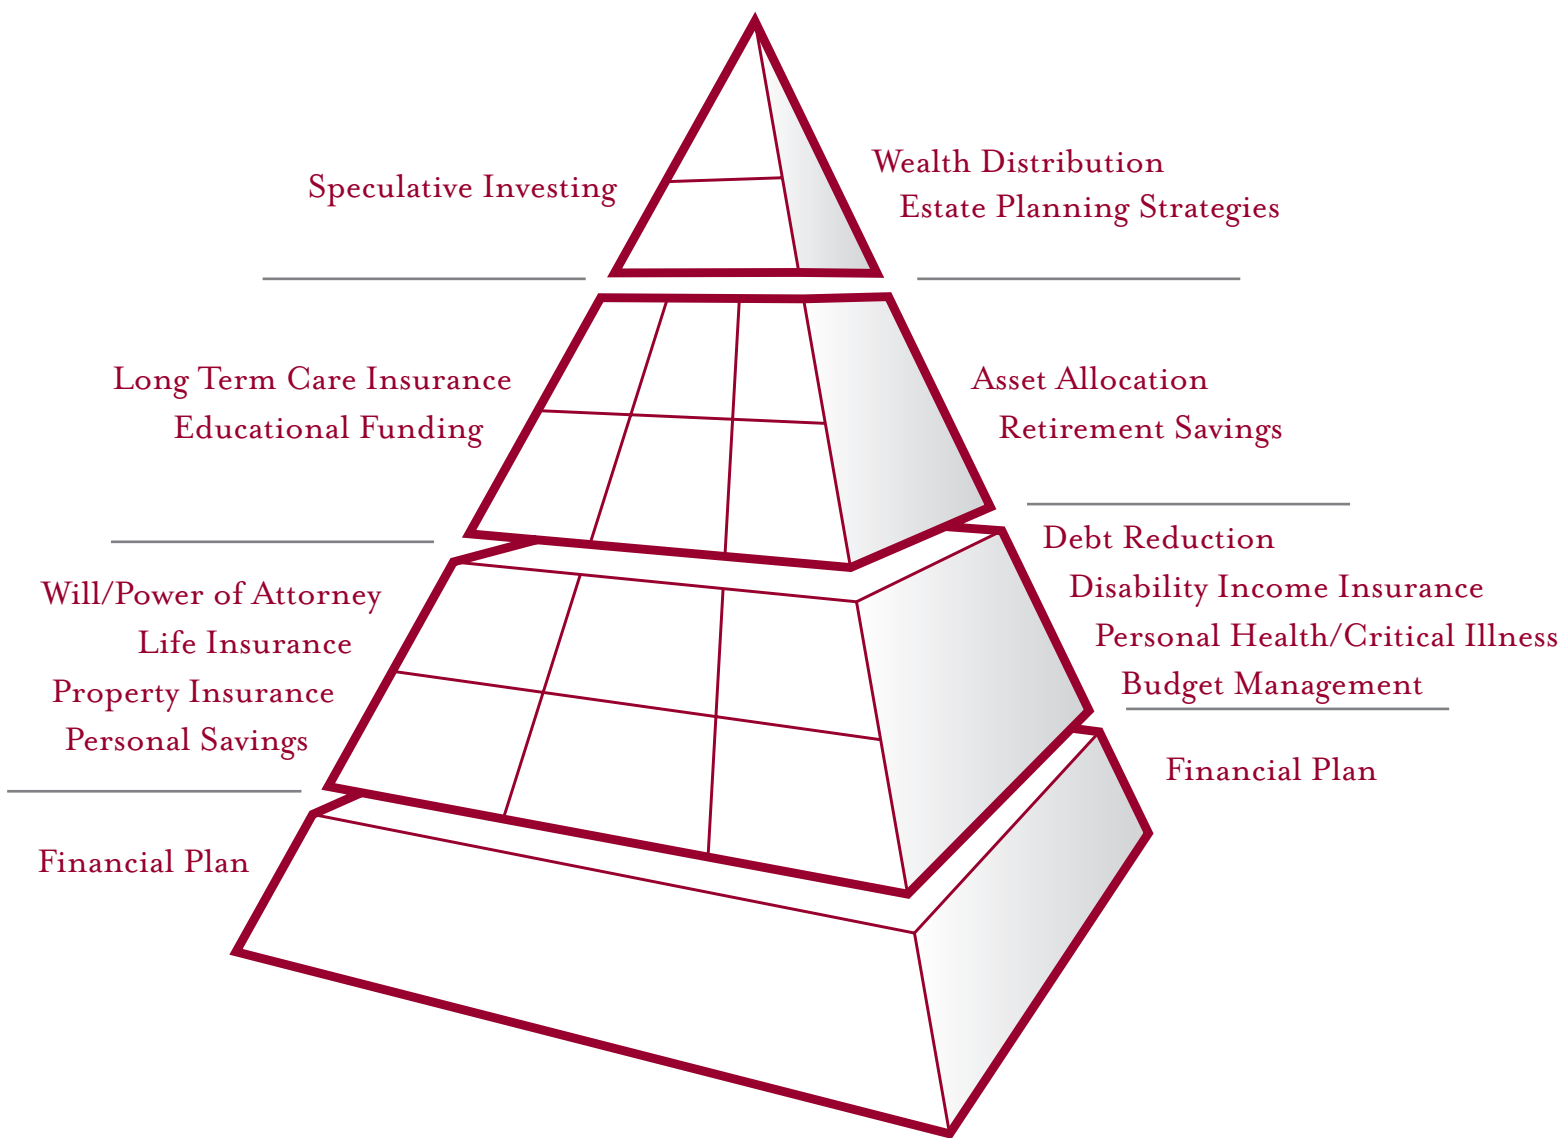 Speculative Investing
Wealth Distribution
Estate Planning Strategies
Long Term Care Insurance
Educational Funding
Asset Allocation
Retirement Savings
Will/Power of Attorney
Life Insurance
Property Insurance
Personal Savings
Debt Reduction
Disability Income Insurance
Personal Health/Critical Illness
Budget Management
Financial Plan
Financial Plan